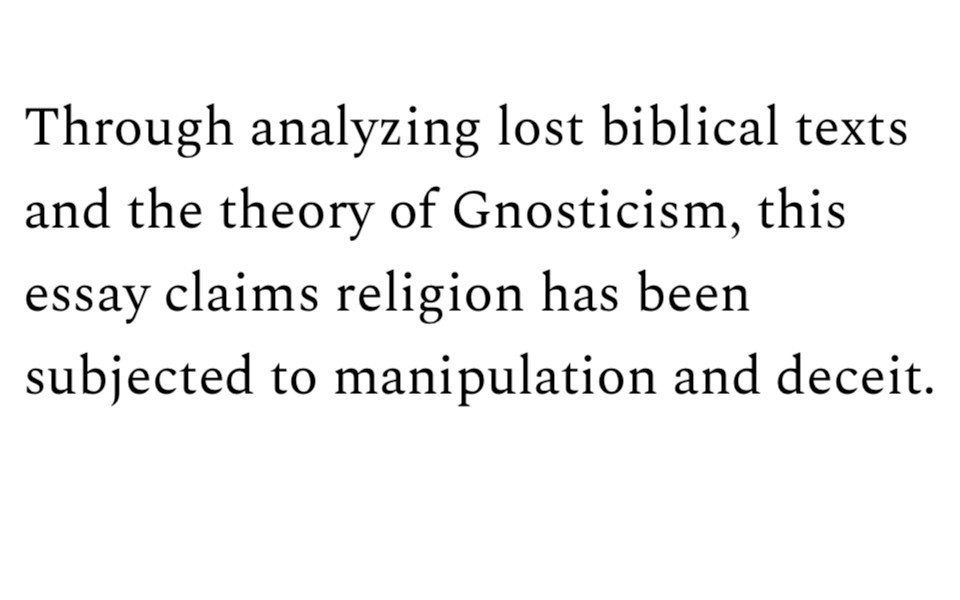 Through analyzing lost biblical texts
and the theory of Gnosticism, this
essay claims religion has been
subjected to manipulation and deceit.